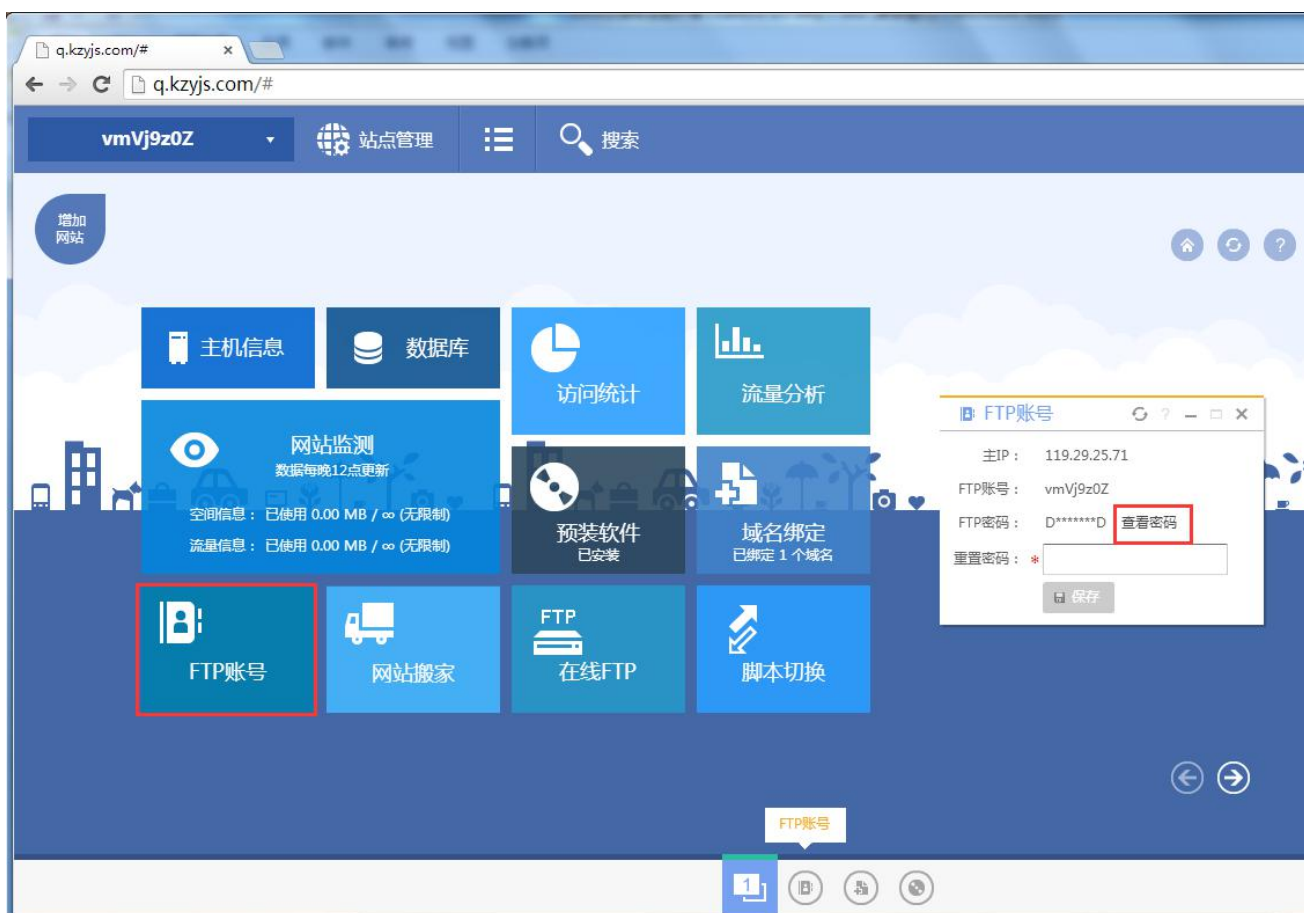 q.kzyjs.com/#
q.kzyjs.com/#
vmVj9z0Z
站点管理
搜索
增加
网站
主机信息
数据库
访问统计
流量分析
网站监测
数据每晚12点更新
空间信息： 已使用 0.00 MB / ∞ (无限制)
流量信息： 已使用 0.00 MB / ∞ (无限制)
预装软件
已安装
域名绑定
已绑定 1 个域名
FTP账号
网站搬家
FTP
在线FTP
脚本切换
FTP账号
主IP： 119.29.25.71
FTP账号： vmVj9z0Z
FTP密码： D*******D 查看密码
重置密码： *
保存
FTP账号
1